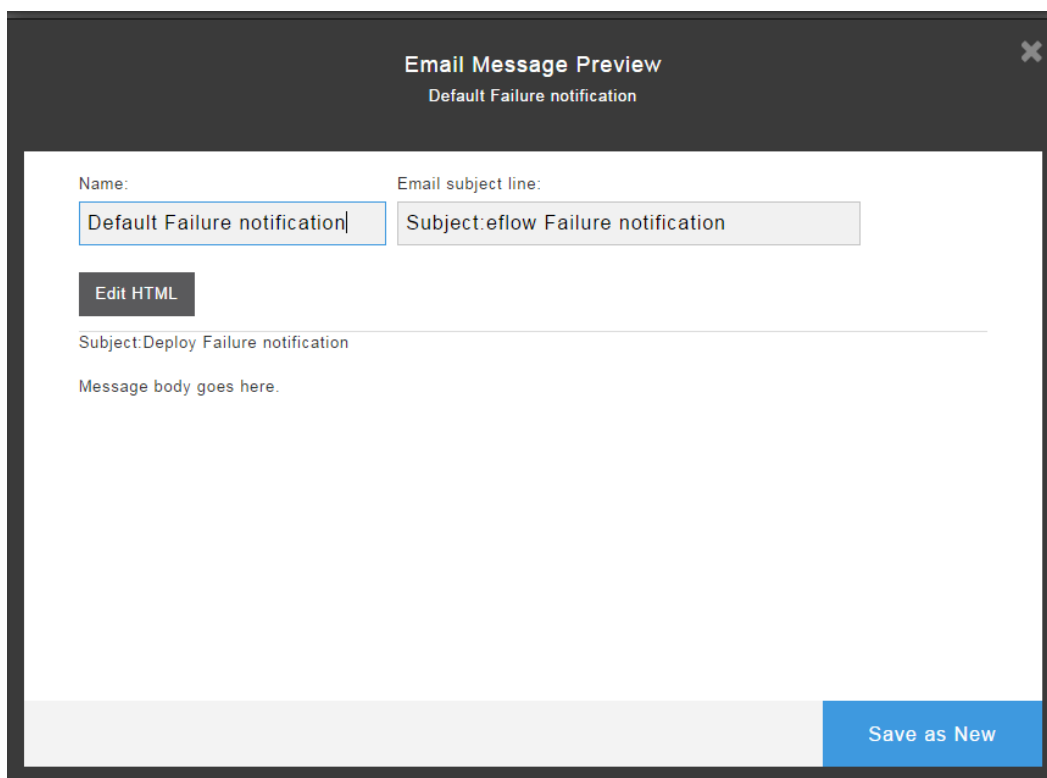 Email Message Preview
Default Failure notification
Name:
Email subject line:
Default Failure notification
Subject:eflow Failure notification
Edit HTML
Subject:Deploy Failure notification
Message body goes here.
Save as New